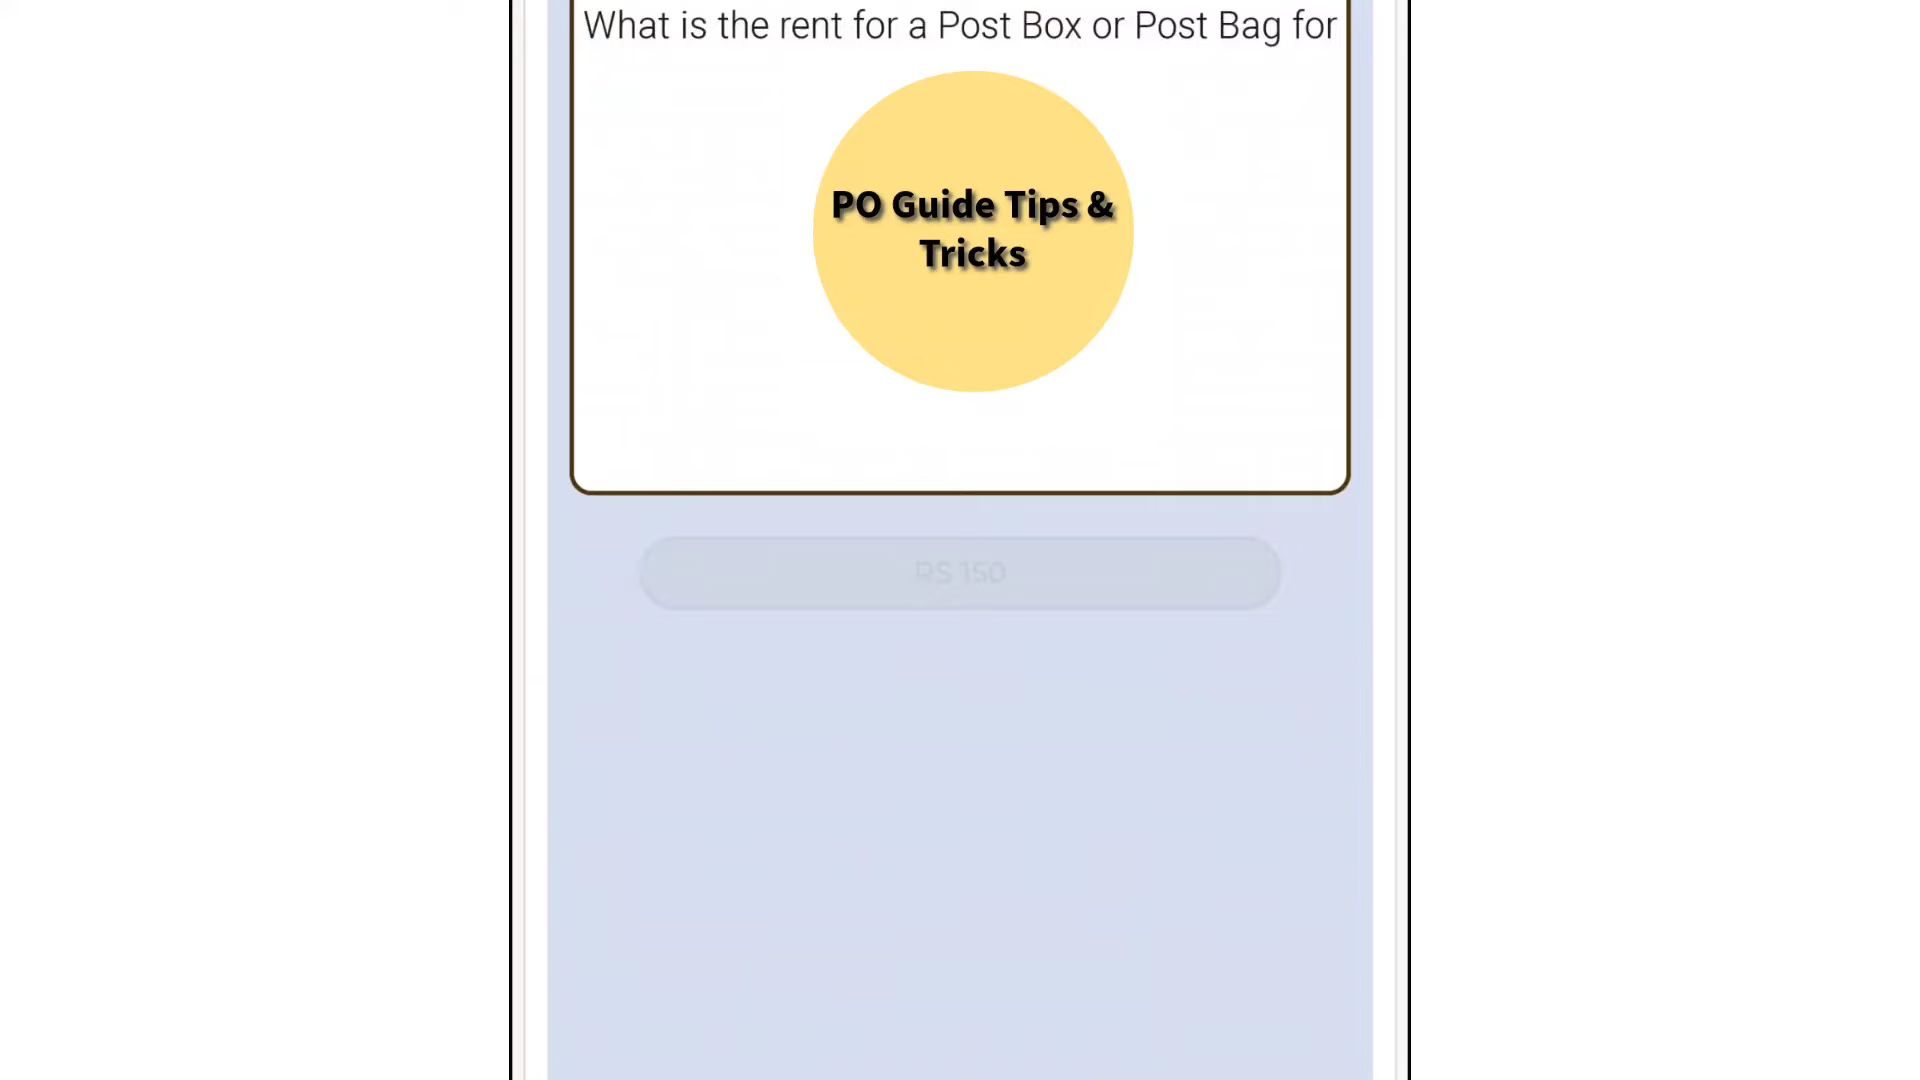 What is the rent for a Post Box or Post Bag for
PO Guide Tips &
Tricks
RS 150